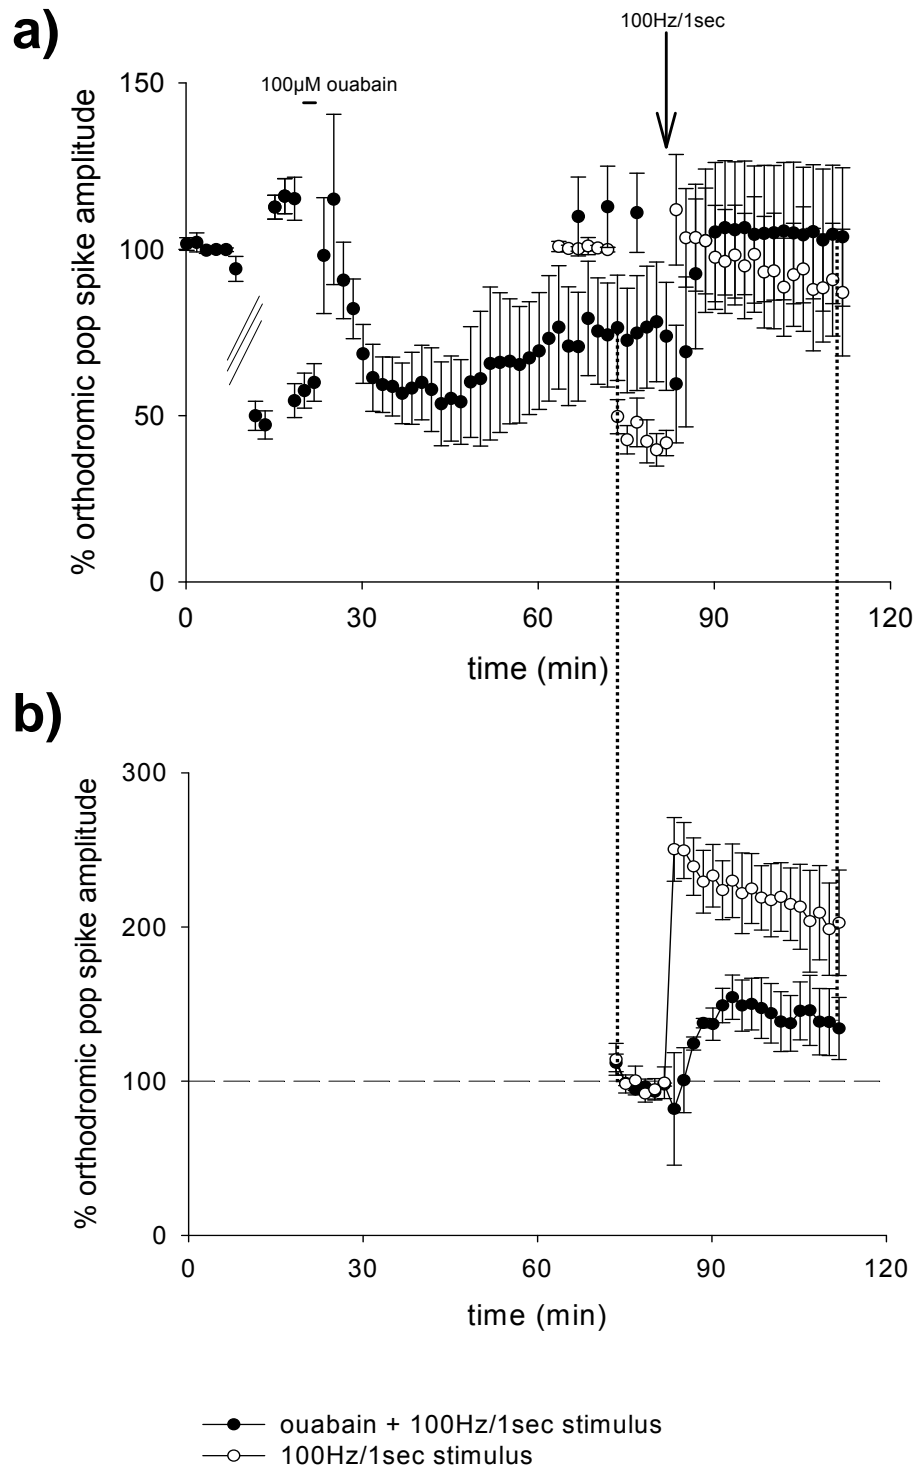 a)
100Hz/1sec
100µM ouabain
% orthodromic pop spike amplitude
150
100
50
0
0 30 60 90 120
time (min)
b)
% orthodromic pop spike amplitude
300
200
100
0
0 30 60 90 120
time (min)
ouabain + 100Hz/1sec stimulus
100Hz/1sec stimulus